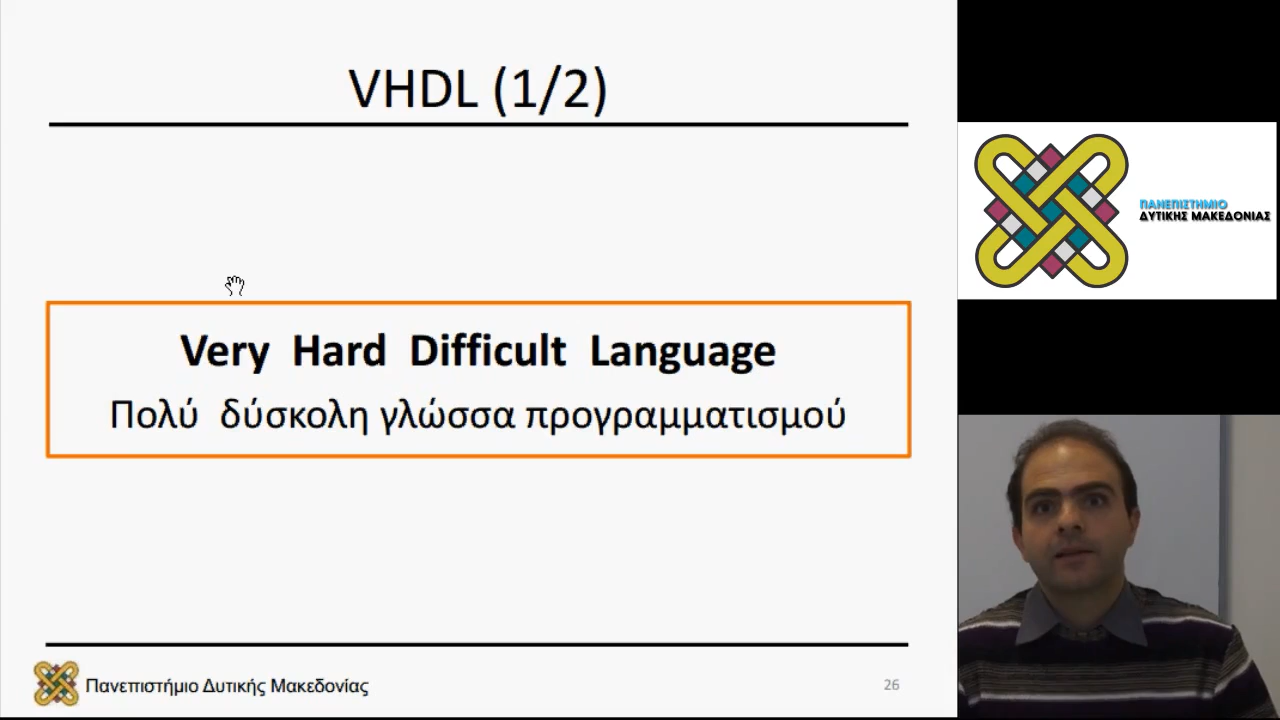 VHDL (1/2)
Very Hard Difficult Language
Πολύ δύσκολη γλώσσα προγραμματισμού
Πανεπιστήμιο Δυτικής Μακεδονίας
26
ΠΑΝΕΠΙΣΤΗΜΙΟ
ΔΥΤΙΚΗΣ ΜΑΚΕΔΟΝΙΑΣ